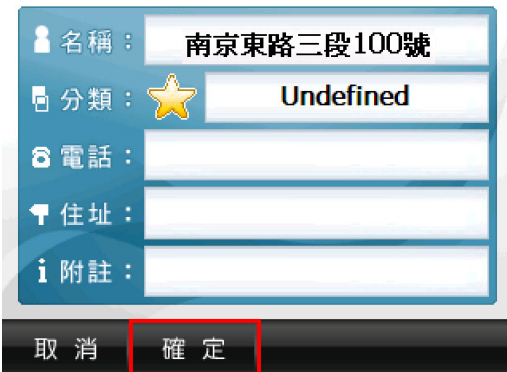 名稱： 南京東路三段100號
分類： Undefined
電話：
住址：
附註：
取消 確定